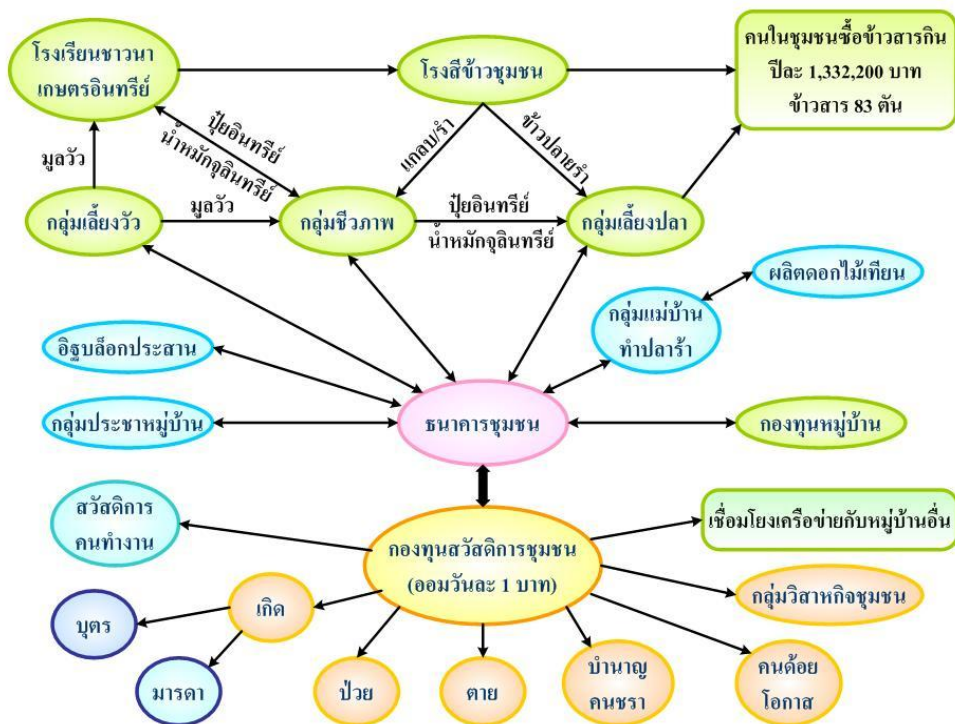 โรงเรียนชาวนา
เกษตรอินทรีย์
โรงสีข้าวชุมชน
คนในชุมชนซื้อข้าวสารกิน
ปีละ 1,332,200 บาท
ข้าวสาร 83 ตัน
มูลวัว
ปุ๋ยอินทรีย์
น้ำหมักจุลินทรีย์
แกลบ/รำ
ข้าวปลายรำ
กลุ่มเลี้ยงวัว
มูลวัว
กลุ่มชีวภาพ
ปุ๋ยอินทรีย์
น้ำหมักจุลินทรีย์
กลุ่มเลี้ยงปลา
ผลิตดอกไม้เทียน
กลุ่มแม่บ้าน
ทำปลาร้า
อิฐบล็อกประสาน
กลุ่มประชาหมู่บ้าน
ธนาคารชุมชน
กองทุนหมู่บ้าน
สวัสดิการ
คนทำงาน
กองทุนสวัสดิการชุมชน
(ออมวันละ 1 บาท)
เชื่อมโยงเครือข่ายกับหมู่บ้านอื่น
กลุ่มวิสาหกิจชุมชน
บุตร
เกิด
มารดา
ป่วย
ตาย
บำนาญ
คนชรา
คนด้อย
โอกาส